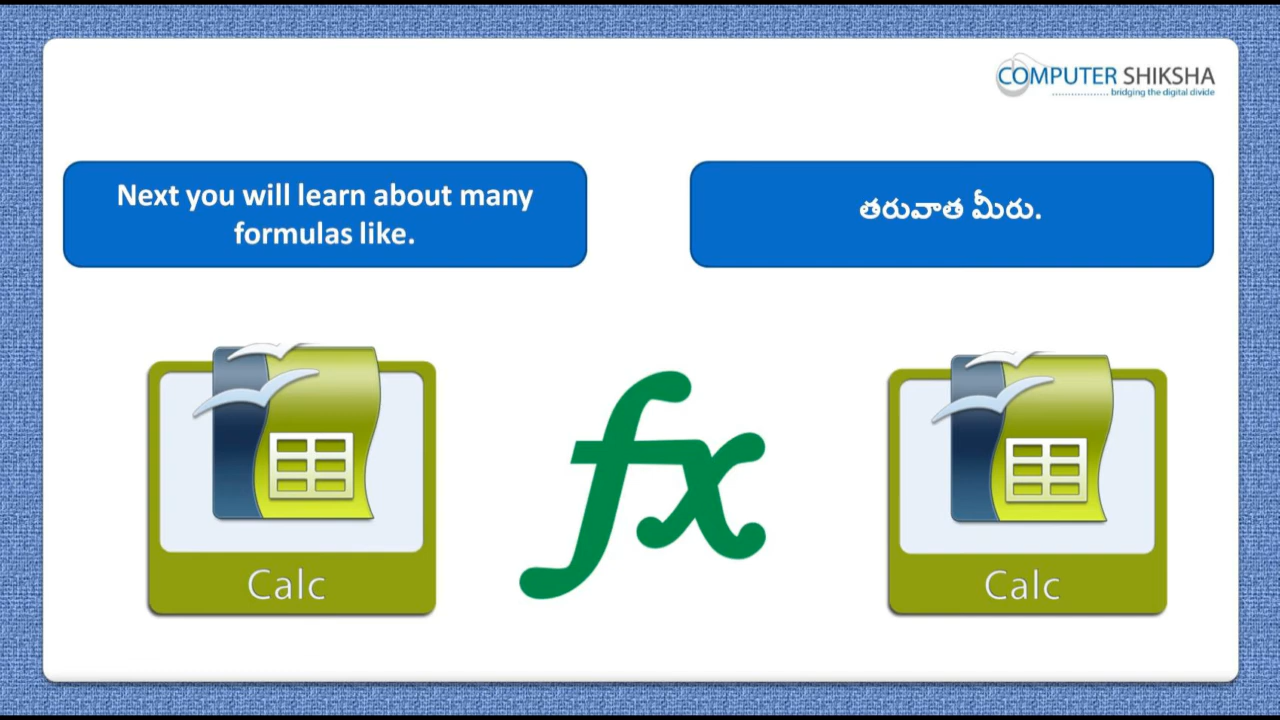 COMPUTER SHIKSHA
.................. bridging the digital divide
Next you will learn about many
formulas like.
తరువాత మీరు.
fx
Calc
Calc